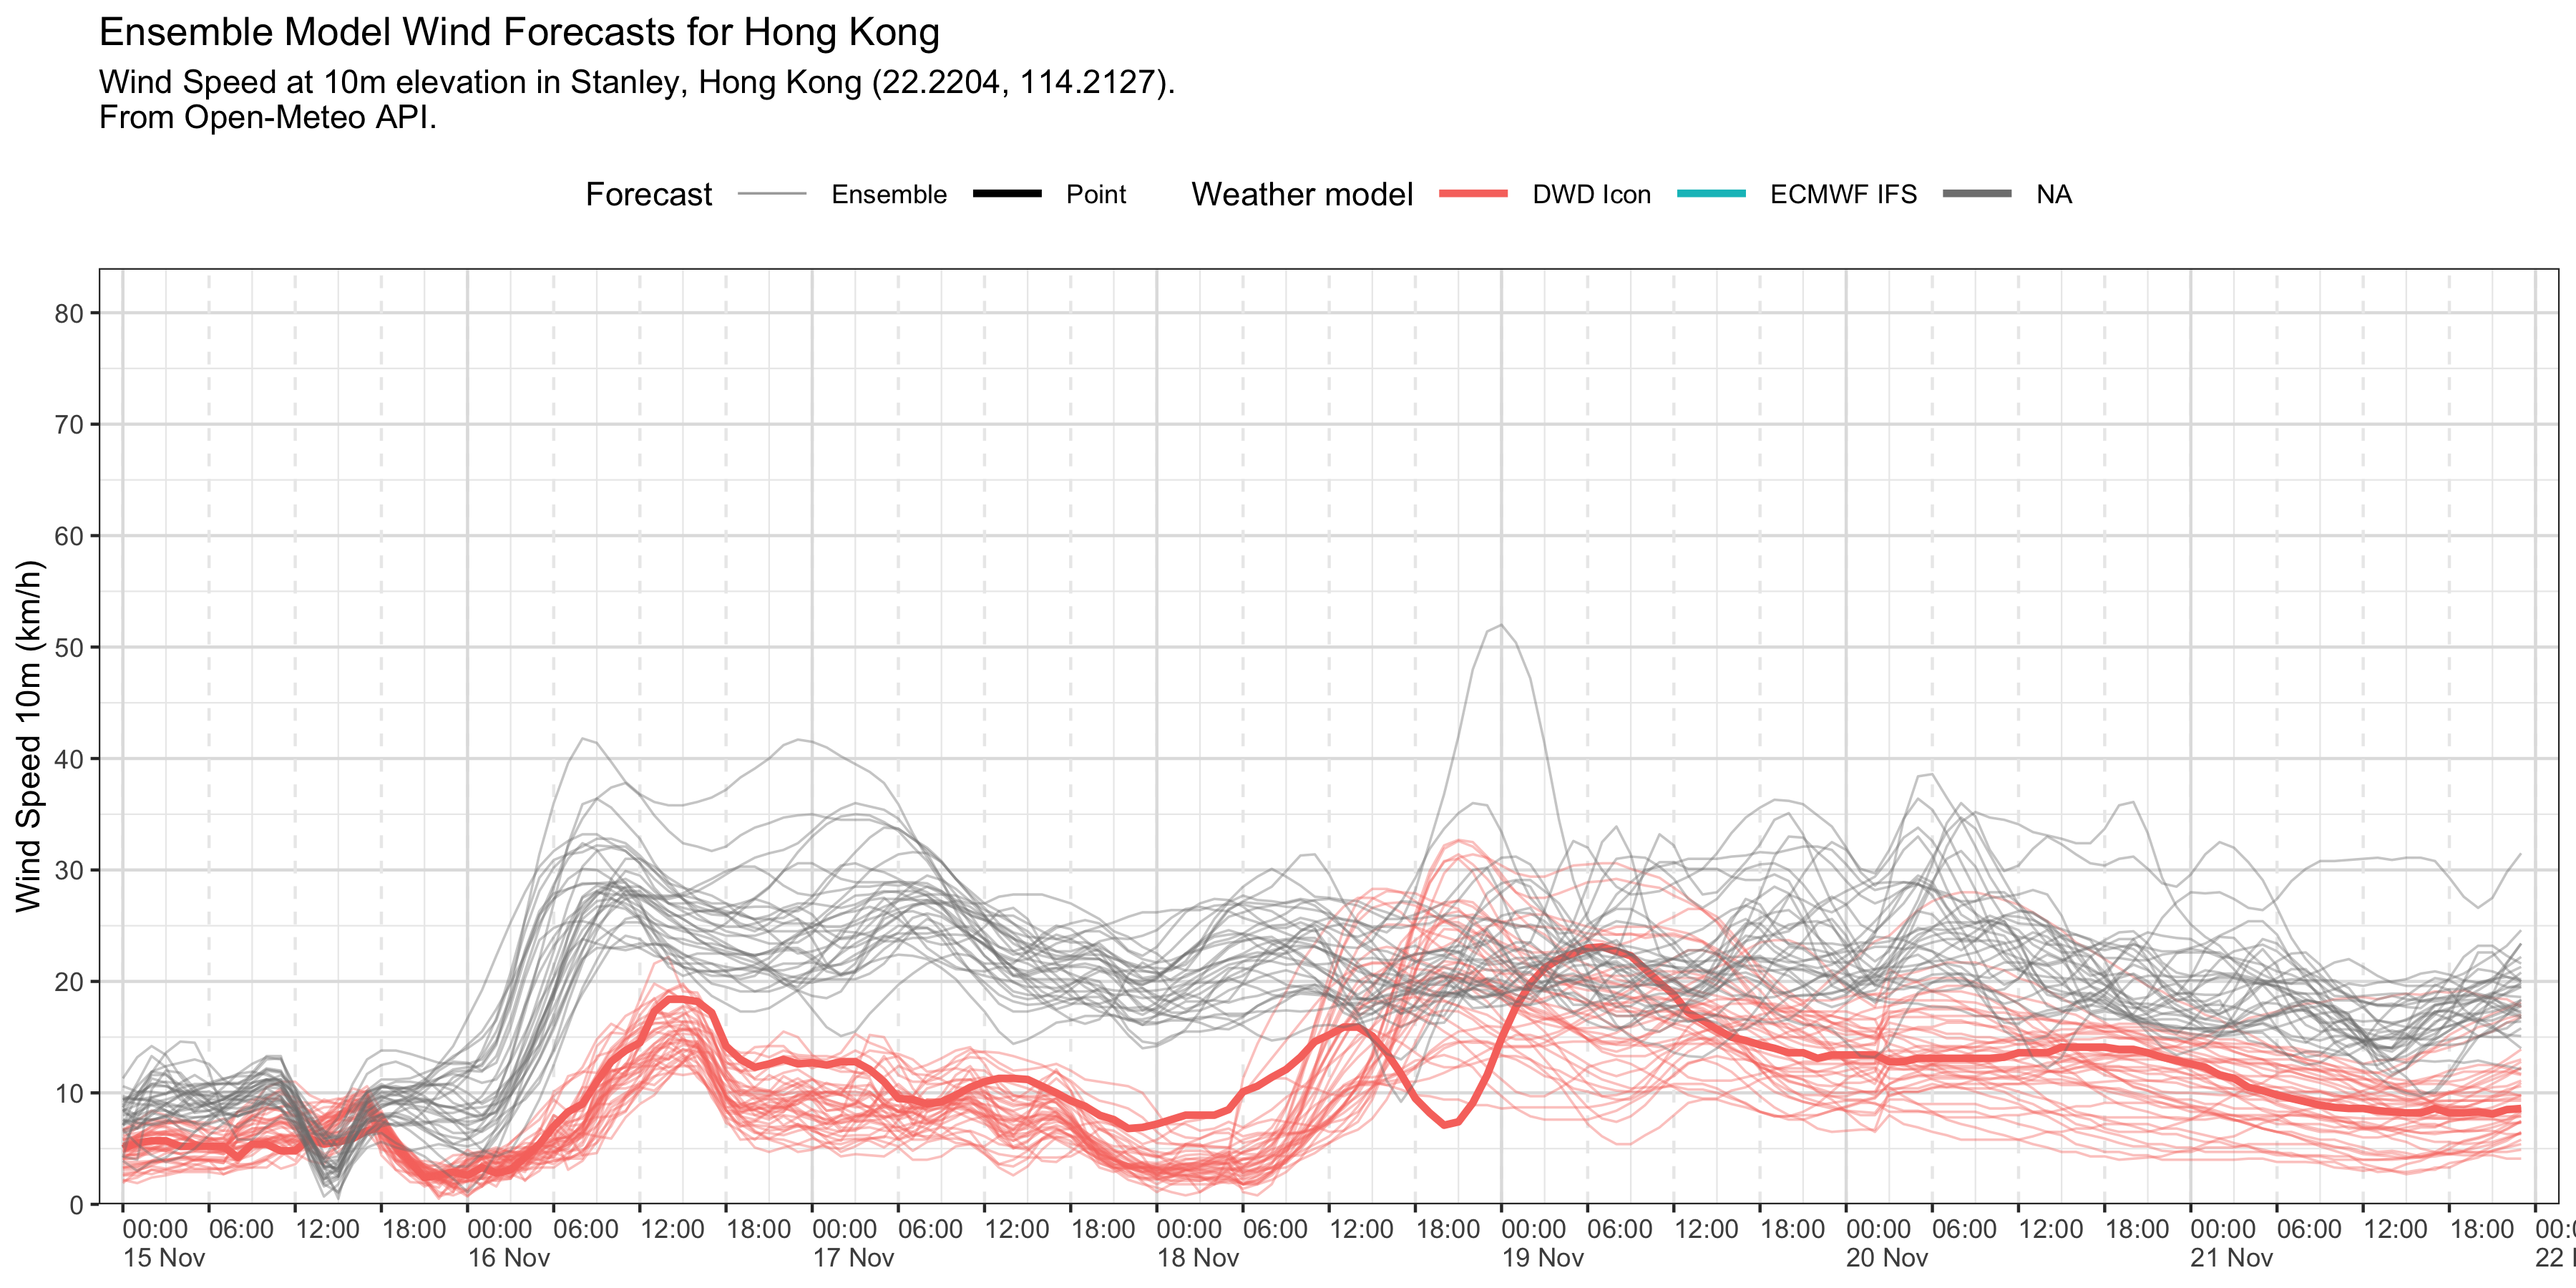 Ensemble Model Wind Forecasts for Hong Kong
Wind Speed at 10m elevation in Stanley, Hong Kong (22.2204, 114.2127).
From Open-Meteo API.
Forecast Ensemble Point Weather model DWD Icon ECMWF IFS NA
Wind Speed 10m (km/h)
80
70
60
50
40
30
20
10
0
00:00 06:00 12:00 18:00 00:00 06:00 12:00 18:00 00:00 06:00 12:00 18:00 00:00 06:00 12:00 18:00 00:00 06:00 12:00 18:00 00:00 06:00 12:00 18:00 00:00 06:00 12:00 18:00 00:0
15 Nov 16 Nov 17 Nov 18 Nov 19 Nov 20 Nov 21 Nov 22